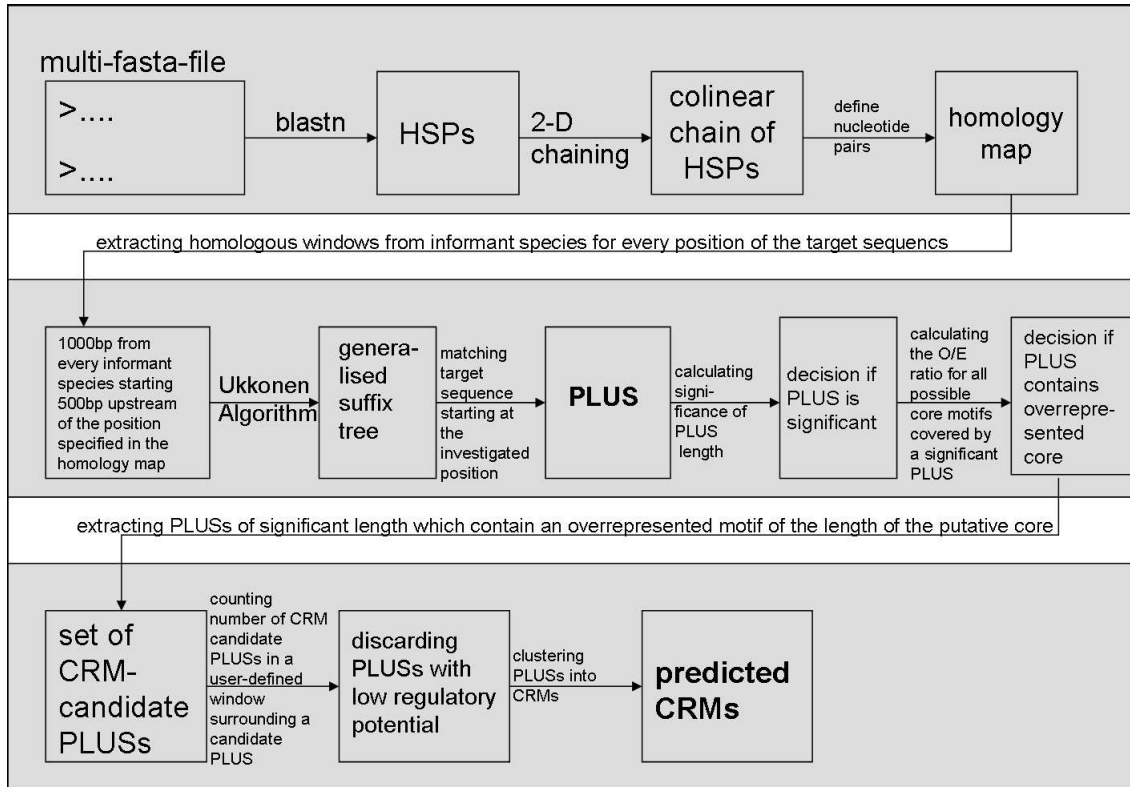 multi-fasta-file
>....
>....
blastn
HSPs
2-D
chaining
colinear
chain of
HSPs
define
nucleotide
pairs
homology
map
extracting homologous windows from informant species for every position of the target sequencs
1000bp from
every informant
species starting
500bp upstream
of the position
specified in the
homology map
Ukkonen
Algorithm
genera-
lised
suffix
tree
matching
target
sequence
starting at
the
investigated
position
PLUS
calculating
signi-
ficance of
PLUS
length
decision if
PLUS is
significant
calculating
the O/E
ratio for all
possible
core motifs
covered by
a significant
PLUS
decision if
PLUS
contains
overrepre-
sented
core
extracting PLUSs of significant length which contain an overrepresented motif of the length of the putative core
set of
CRM-
candidate
PLUSs
counting
number of CRM
candidate
PLUSs in a
user-defined
window
surrounding a
candidate
PLUS
discarding
PLUSs with
low regulatory
potential
clustering
PLUSs into
CRMs
predicted
CRMs